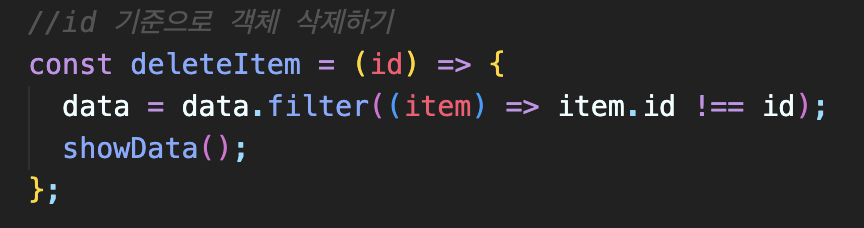 //id 기준으로 객체 삭제하기
const deleteItem = (id) => {
  data = data.filter((item) => item.id !== id);
  showData();
};